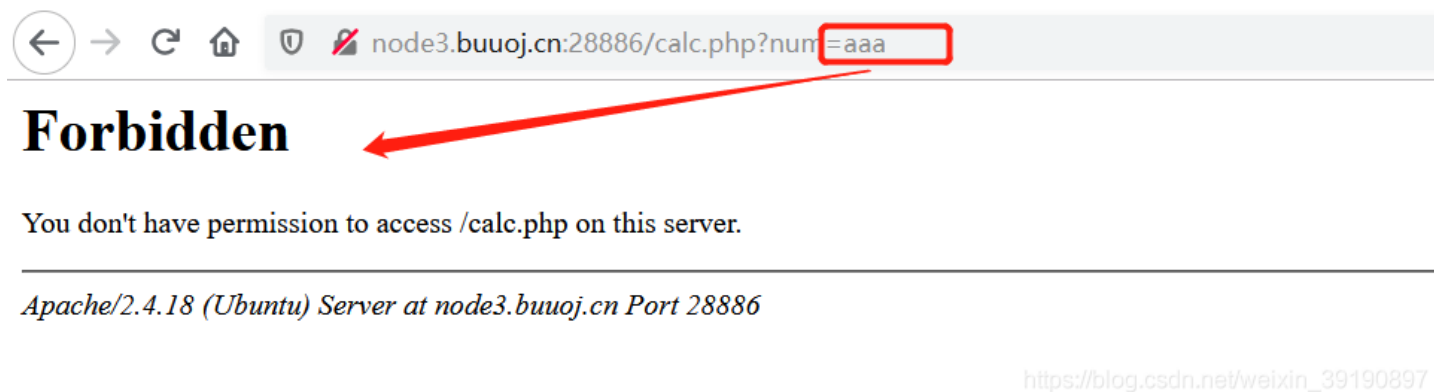 node3.buuoj.cn:28886/calc.php?num=aaa
Forbidden
You don't have permission to access /calc.php on this server.
Apache/2.4.18 (Ubuntu) Server at node3.buuoj.cn Port 28886
https://blog.csdn.net/weixin_39190897